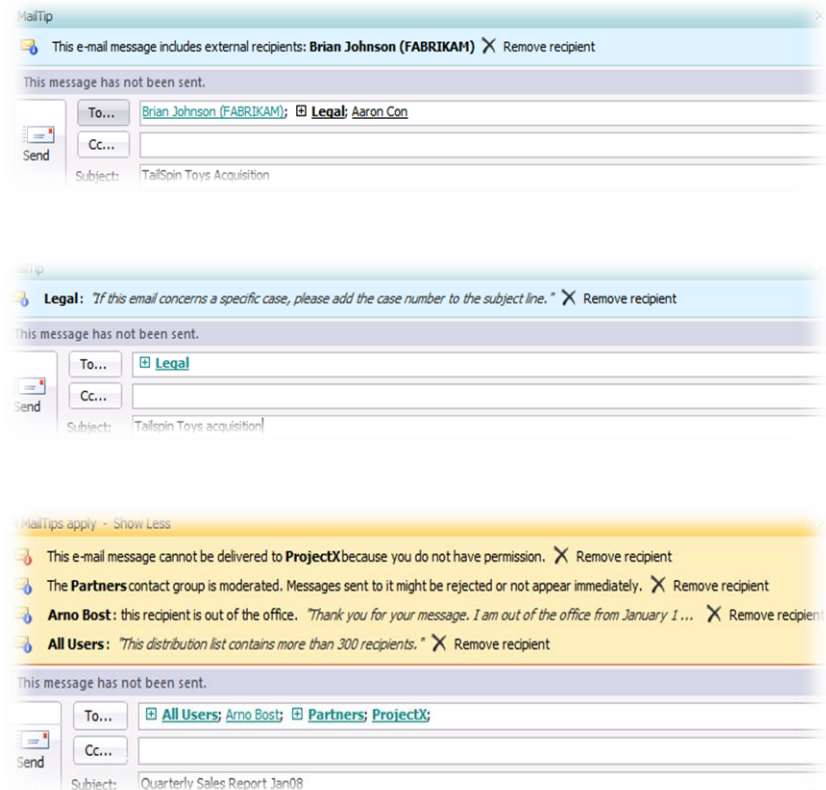 MailTip
This e-mail message includes external recipients: Brian Johnson (FABRIKAM) Remove recipient
This message has not been sent.
To... Brian Johnson (FABRIKAM); Legal; Aaron Con
Send
Cc...
Subject: TailSpin Toys Acquisition
Legal: "If this email concerns a specific case, please add the case number to the subject line." Remove recipient
This message has not been sent.
To... Legal
Send
Cc...
Subject: Tailspin Toys acquisition
MailTips apply - Show Less
This e-mail message cannot be delivered to ProjectX because you do not have permission. Remove recipient
The Partners contact group is moderated. Messages sent to it might be rejected or not appear immediately. Remove recipient
Arno Bost: this recipient is out of the office. "Thank you for your message. I am out of the office from January 1 ... Remove recipient
All Users: "This distribution list contains more than 300 recipients." Remove recipient
This message has not been sent.
To... All Users; Arno Bost; Partners; ProjectX;
Send
Cc...
Subject: Quarterly Sales Report Jan08